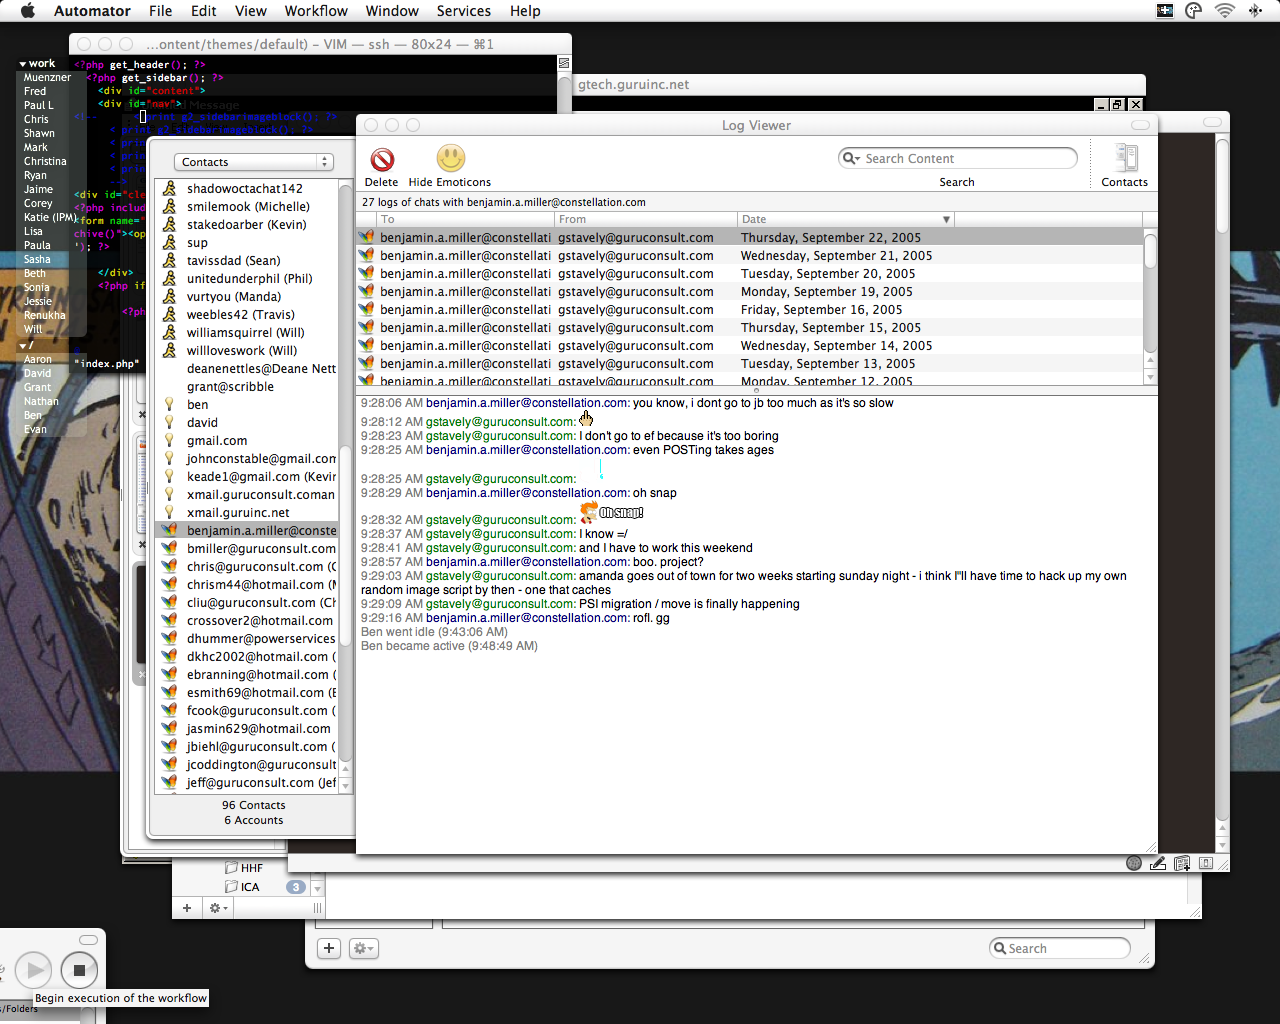 Automator File Edit View Workflow Window Services Help
...ontent/themes/default) – VIM — ssh — 80x24 — ⌘1
work
Muenzner
Fred
Paul L
Chris
Shawn
Mark
Christina
Ryan
Jaime
Corey
Katie (IPM)
Lisa
Paula
Sasha
Beth
Sonia
Jessie
Renukha
Will
/
Aaron
David
Grant
Nathan
Ben
Evan
<?php get_header(); ?>
<?php get_sidebar(); ?>
<div id="content">
<div id="nav">
<!-- < print g2_sidebarimageblock(); ?>
< print g2_sidebarimageblock(); ?>
< pri
< pri
< pri
-->
<div id="cle
<?php includ
<form name="
chive()"><op
'); ?>
</div>
<?php if
<?php
"index.php"
Message
gtech.guruinc.net
Contacts
shadowoctachat142
smilemook (Michelle)
stakedoarber (Kevin)
sup
tavissdad (Sean)
unitedunderphil (Phil)
vurtyou (Manda)
weebles42 (Travis)
williamsquirrel (Will)
willloveswork (Will)
deanenettles@Deane Nett
grant@scribble
ben
david
gmail.com
johnconstable@gmail.com
keade1@gmail.com (Kevin
xmail.guruconsult.coman
xmail.guruinc.net
benjamin.a.miller@conste
bmiller@guruconsult.com
chris@guruconsult.com (C
chrism44@hotmail.com (M
cliu@guruconsult.com (Ch
crossover2@hotmail.com
dhummer@powerservices
dkhc2002@hotmail.com (
ebranning@hotmail.com (
esmith69@hotmail.com (E
fcook@guruconsult.com (
jasmin629@hotmail.com
jbiehl@guruconsult.com (
jcoddington@guruconsult
jeff@guruconsult.com (Jef
96 Contacts
6 Accounts
Log Viewer
Delete Hide Emoticons
Search Content
Search
Contacts
27 logs of chats with benjamin.a.miller@constellation.com
To From Date
benjamin.a.miller@constellati gstavely@guruconsult.com Thursday, September 22, 2005
benjamin.a.miller@constellati gstavely@guruconsult.com Wednesday, September 21, 2005
benjamin.a.miller@constellati gstavely@guruconsult.com Tuesday, September 20, 2005
benjamin.a.miller@constellati gstavely@guruconsult.com Monday, September 19, 2005
benjamin.a.miller@constellati gstavely@guruconsult.com Friday, September 16, 2005
benjamin.a.miller@constellati gstavely@guruconsult.com Thursday, September 15, 2005
benjamin.a.miller@constellati gstavely@guruconsult.com Wednesday, September 14, 2005
benjamin.a.miller@constellati gstavely@guruconsult.com Tuesday, September 13, 2005
benjamin.a.miller@constellati gstavely@guruconsult.com Monday, September 12, 2005
9:28:06 AM benjamin.a.miller@constellation.com: you know, i dont go to jb too much as it's so slow
9:28:12 AM gstavely@guruconsult.com:
9:28:23 AM gstavely@guruconsult.com: I don't go to ef because it's too boring
9:28:25 AM benjamin.a.miller@constellation.com: even POSTing takes ages
9:28:25 AM gstavely@guruconsult.com:
9:28:29 AM benjamin.a.miller@constellation.com: oh snap
9:28:32 AM gstavely@guruconsult.com: Oh snap!
9:28:37 AM gstavely@guruconsult.com: I know =/
9:28:41 AM gstavely@guruconsult.com: and I have to work this weekend
9:28:57 AM benjamin.a.miller@constellation.com: boo. project?
9:29:03 AM gstavely@guruconsult.com: amanda goes out of town for two weeks starting sunday night - i think I"ll have time to hack up my own
random image script by then - one that caches
9:29:09 AM gstavely@guruconsult.com: PSI migration / move is finally happening
9:29:16 AM benjamin.a.miller@constellation.com: rofl. gg
Ben went idle (9:43:06 AM)
Ben became active (9:48:49 AM)
HHF
ICA 3
Search
Begin execution of the workflow
s/Folders